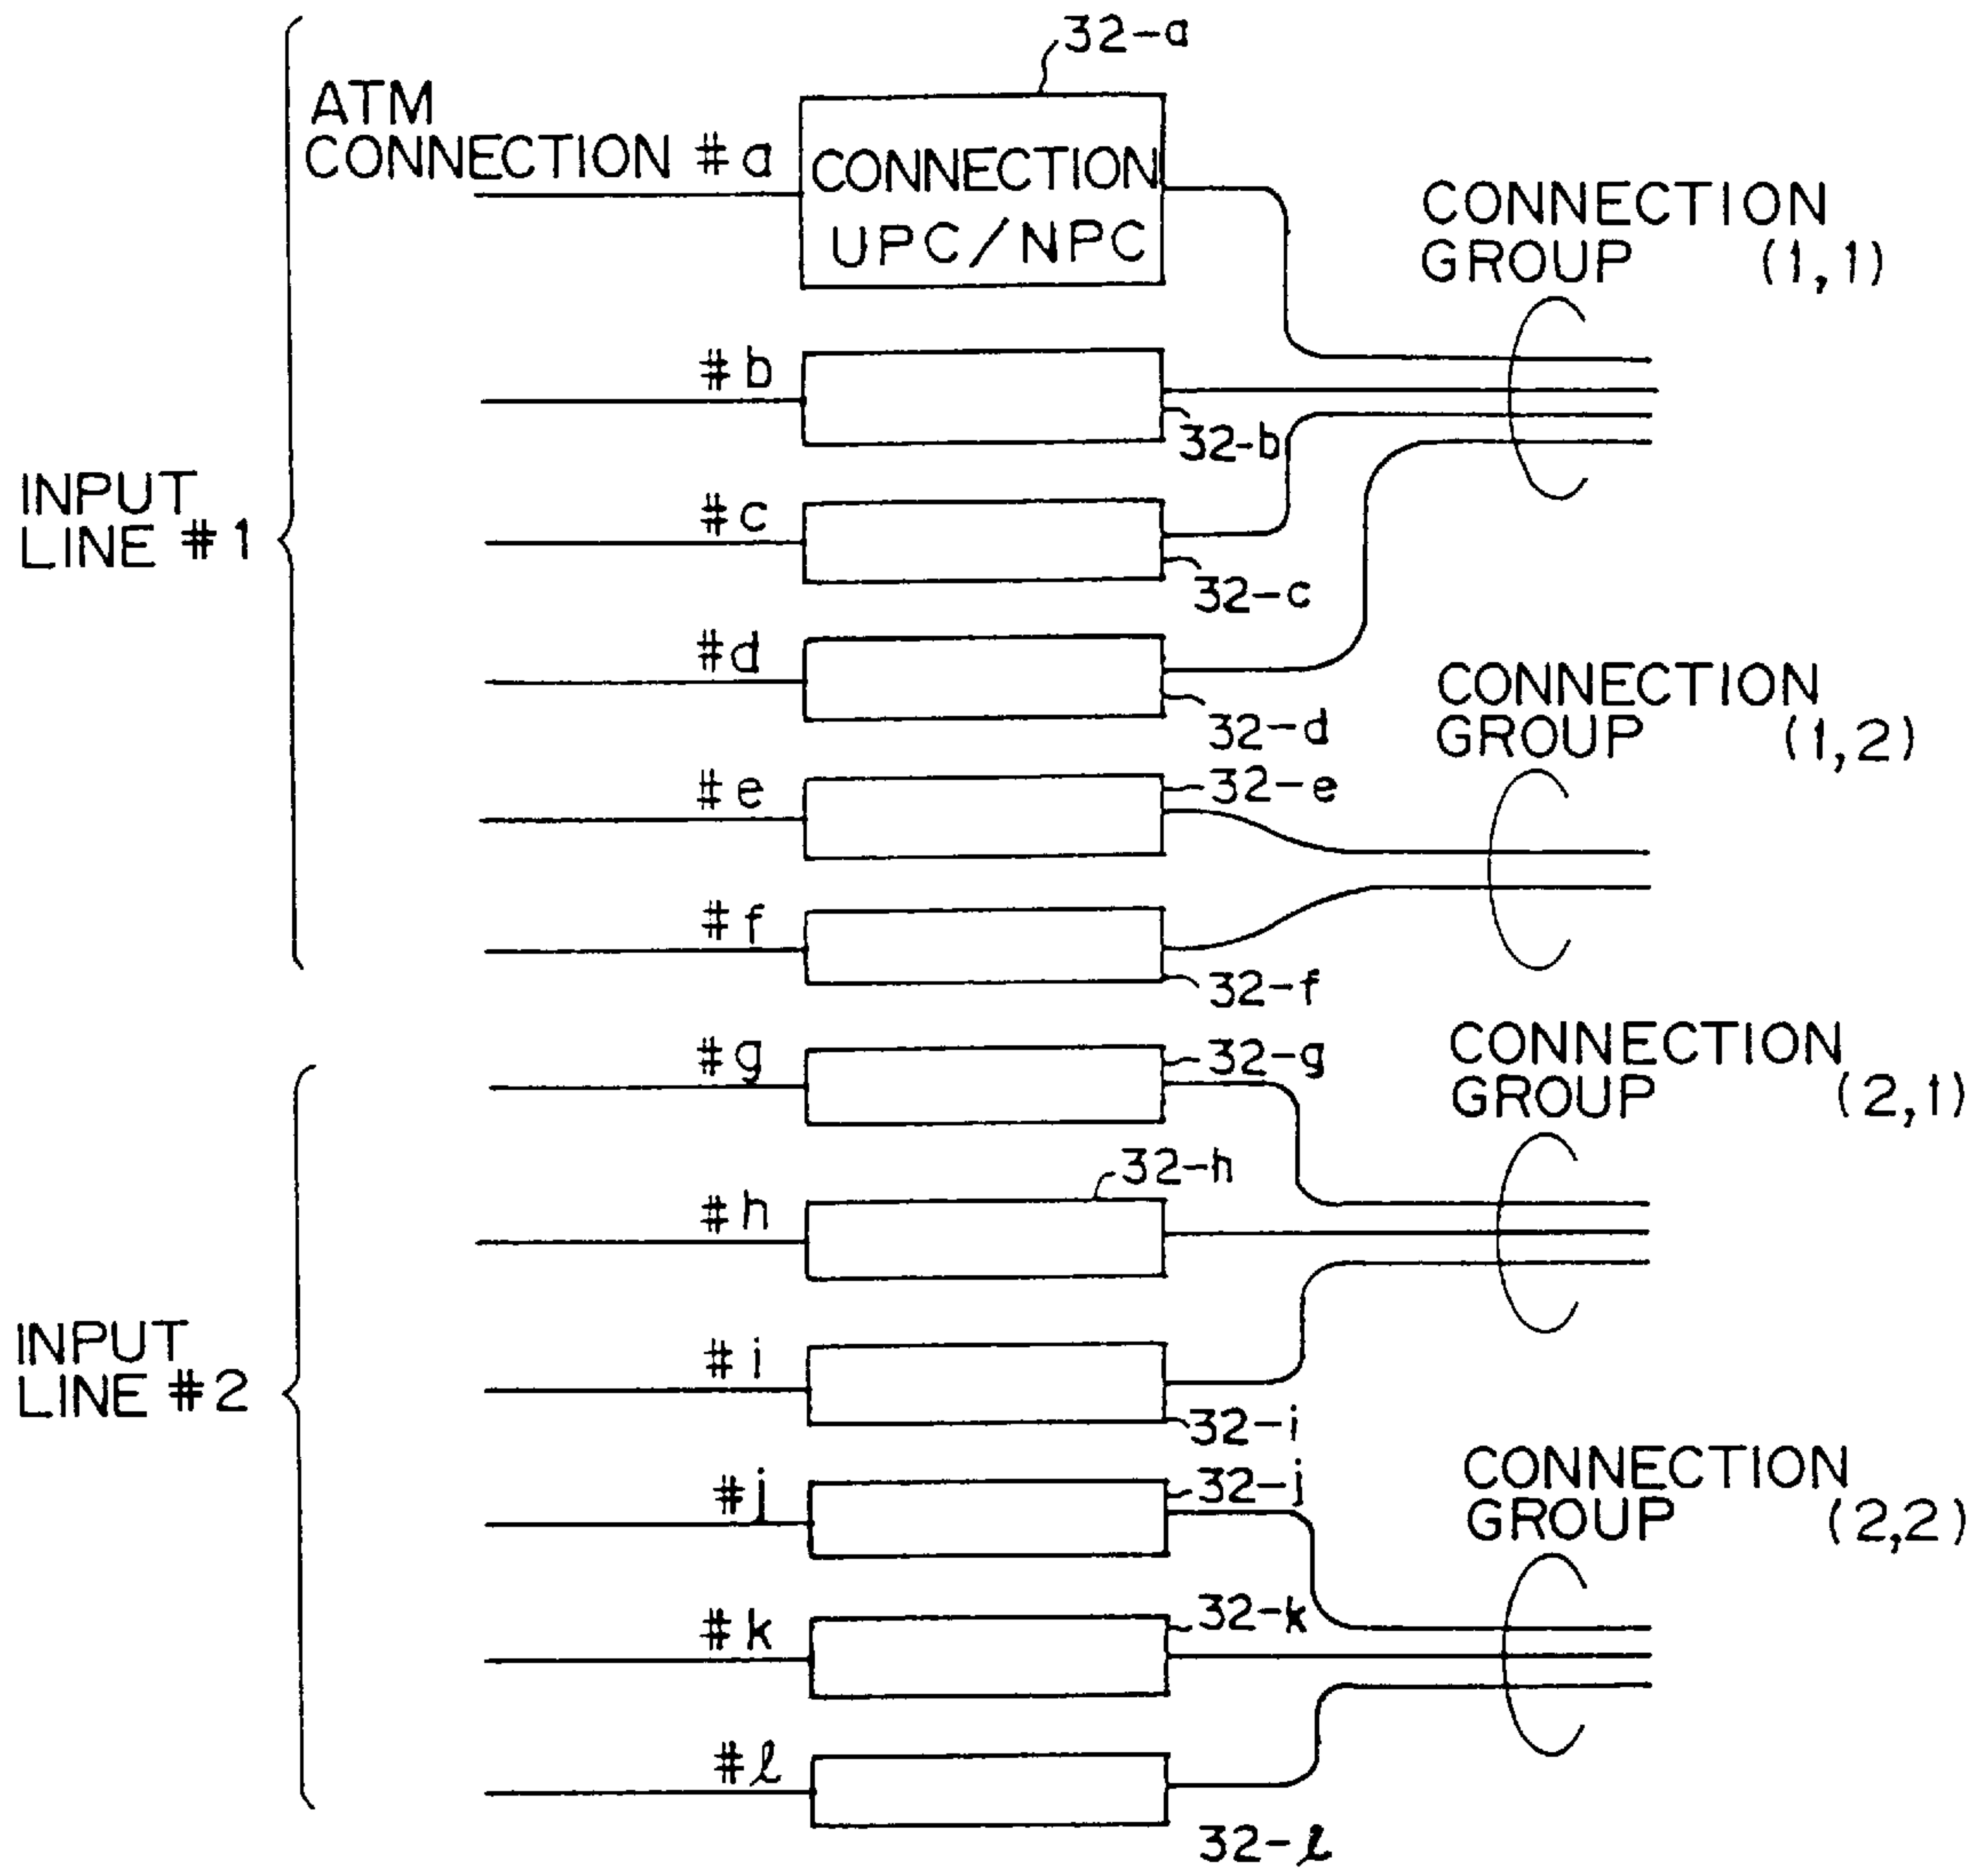 32-a
ATM
CONNECTION #a
CONNECTION
UPC/NPC
CONNECTION
GROUP (1,1)
#b
32-b
INPUT
LINE #1
#c
32-c
#d
32-d
CONNECTION
GROUP (1,2)
#e
32-e
#f
32-f
#g
32-g
CONNECTION
GROUP (2,1)
32-h
#h
INPUT
LINE #2
#i
32-i
#j
32-j
CONNECTION
GROUP (2,2)
#k
32-k
#l
32-l